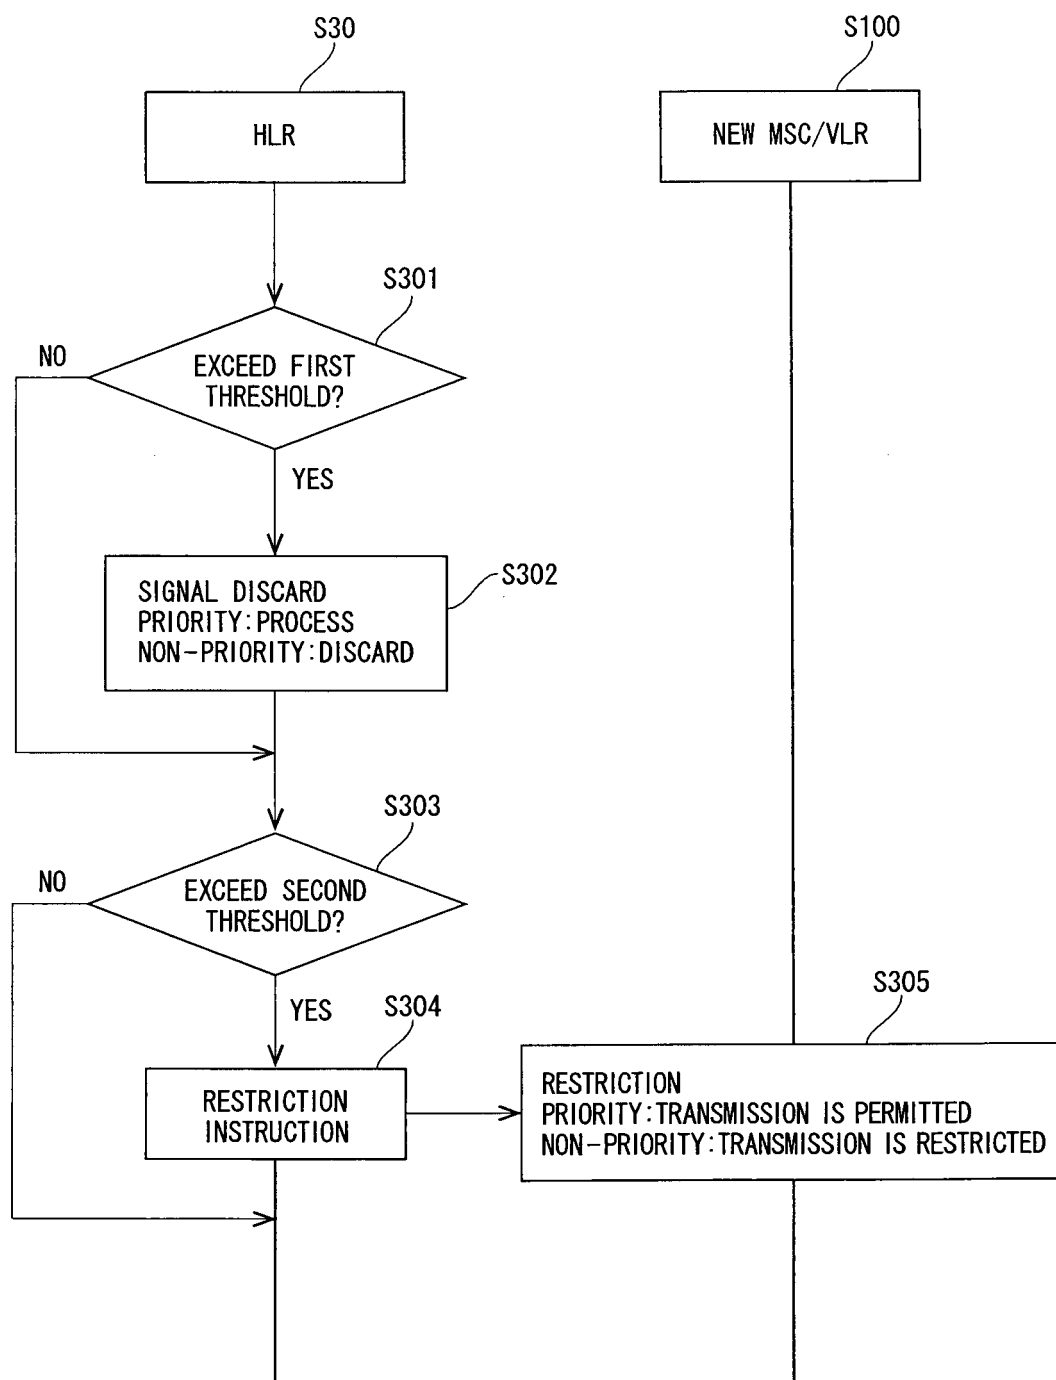 S30
S100
HLR
NEW MSC/VLR
S301
NO
EXCEED FIRST
THRESHOLD?
YES
S302
SIGNAL DISCARD
PRIORITY:PROCESS
NON-PRIORITY:DISCARD
S303
NO
EXCEED SECOND
THRESHOLD?
YES
S304
S305
RESTRICTION
INSTRUCTION
RESTRICTION
PRIORITY:TRANSMISSION IS PERMITTED
NON-PRIORITY:TRANSMISSION IS RESTRICTED